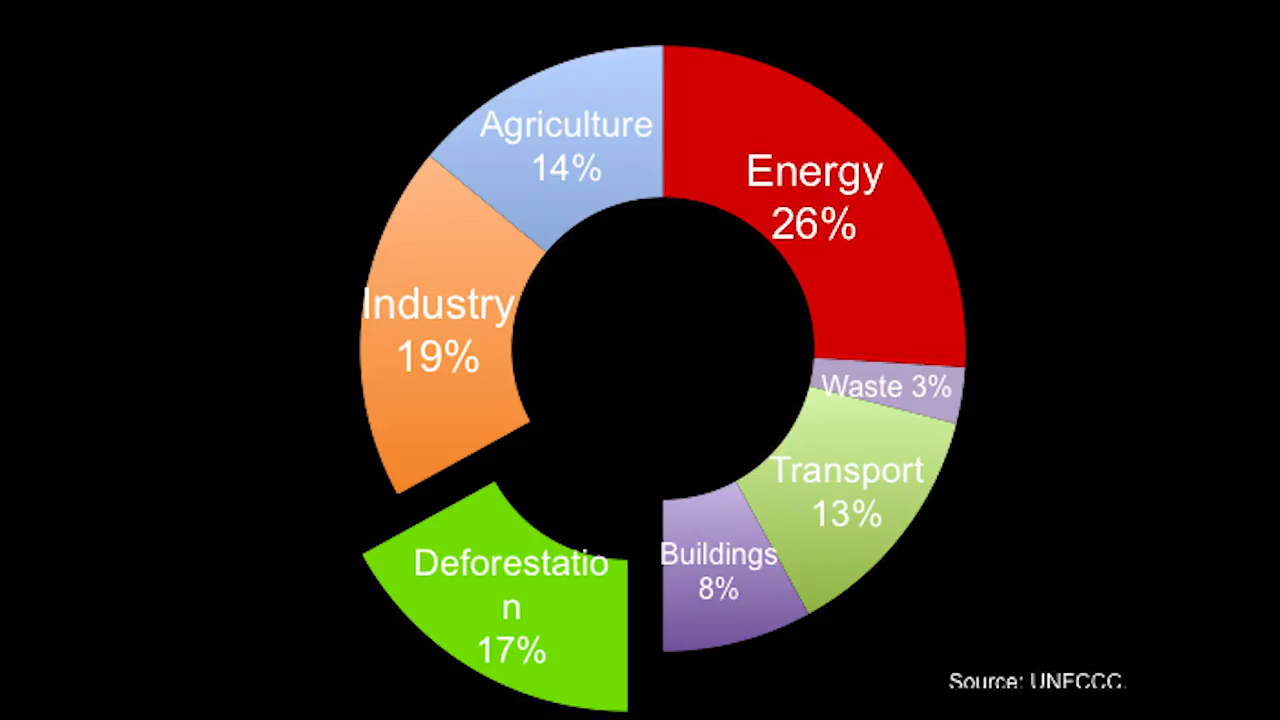 Agriculture
14%
Energy
26%
Industry
19%
Waste 3%
Transport
13%
Buildings
8%
Deforestatio
n
17%
Source: UNFCCC.